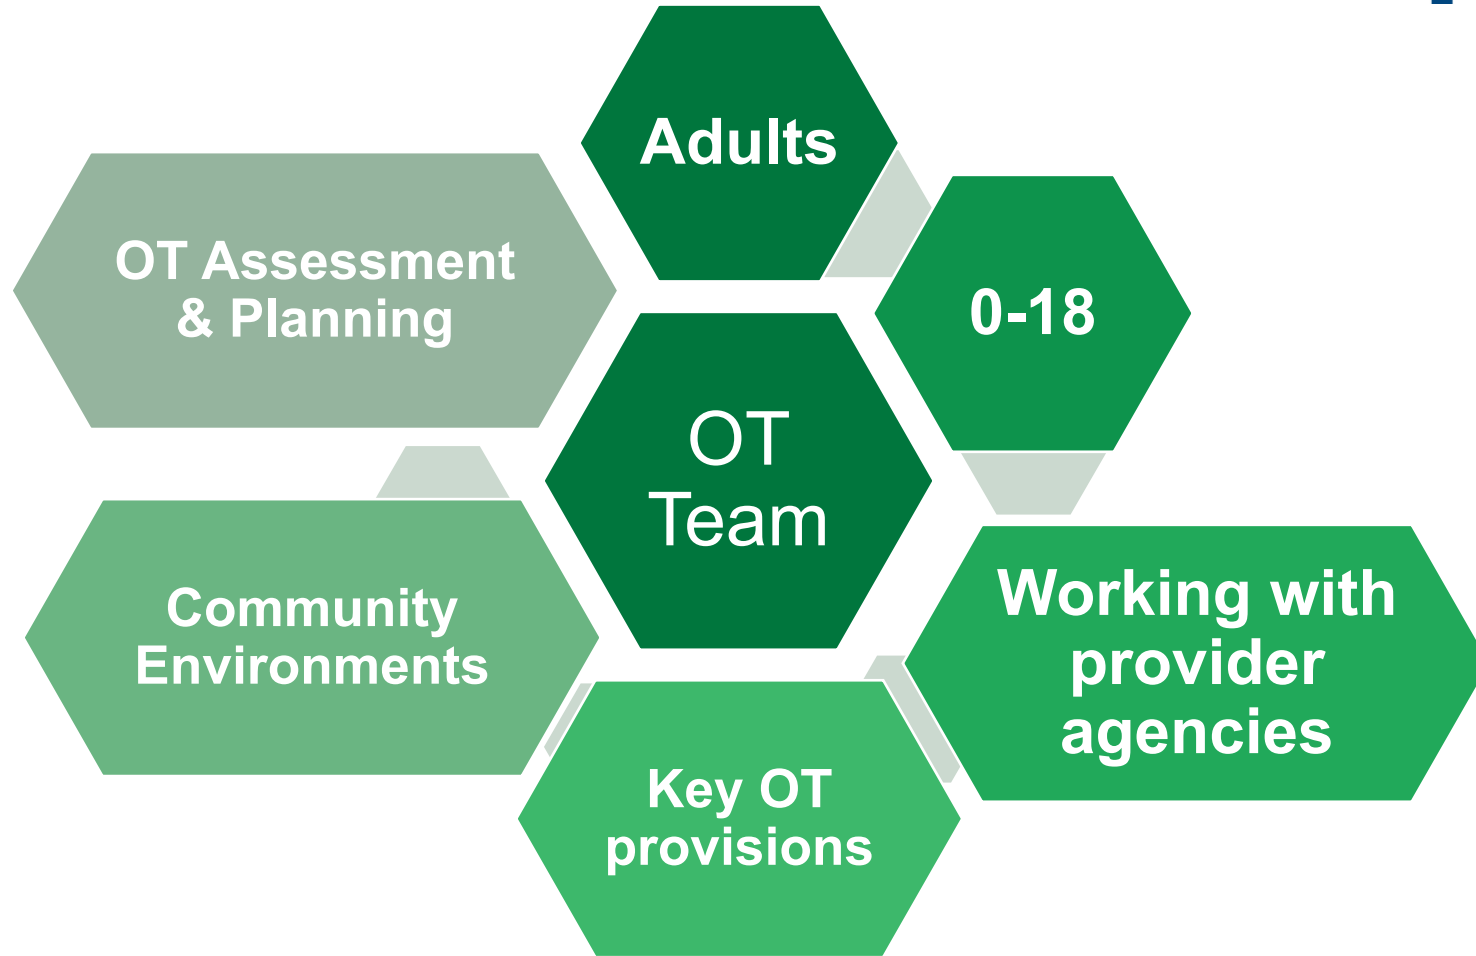 Adults
0-18
Working with
provider
agencies
Key OT
provisions
Community
Environments
OT Assessment
& Planning
OT
Team